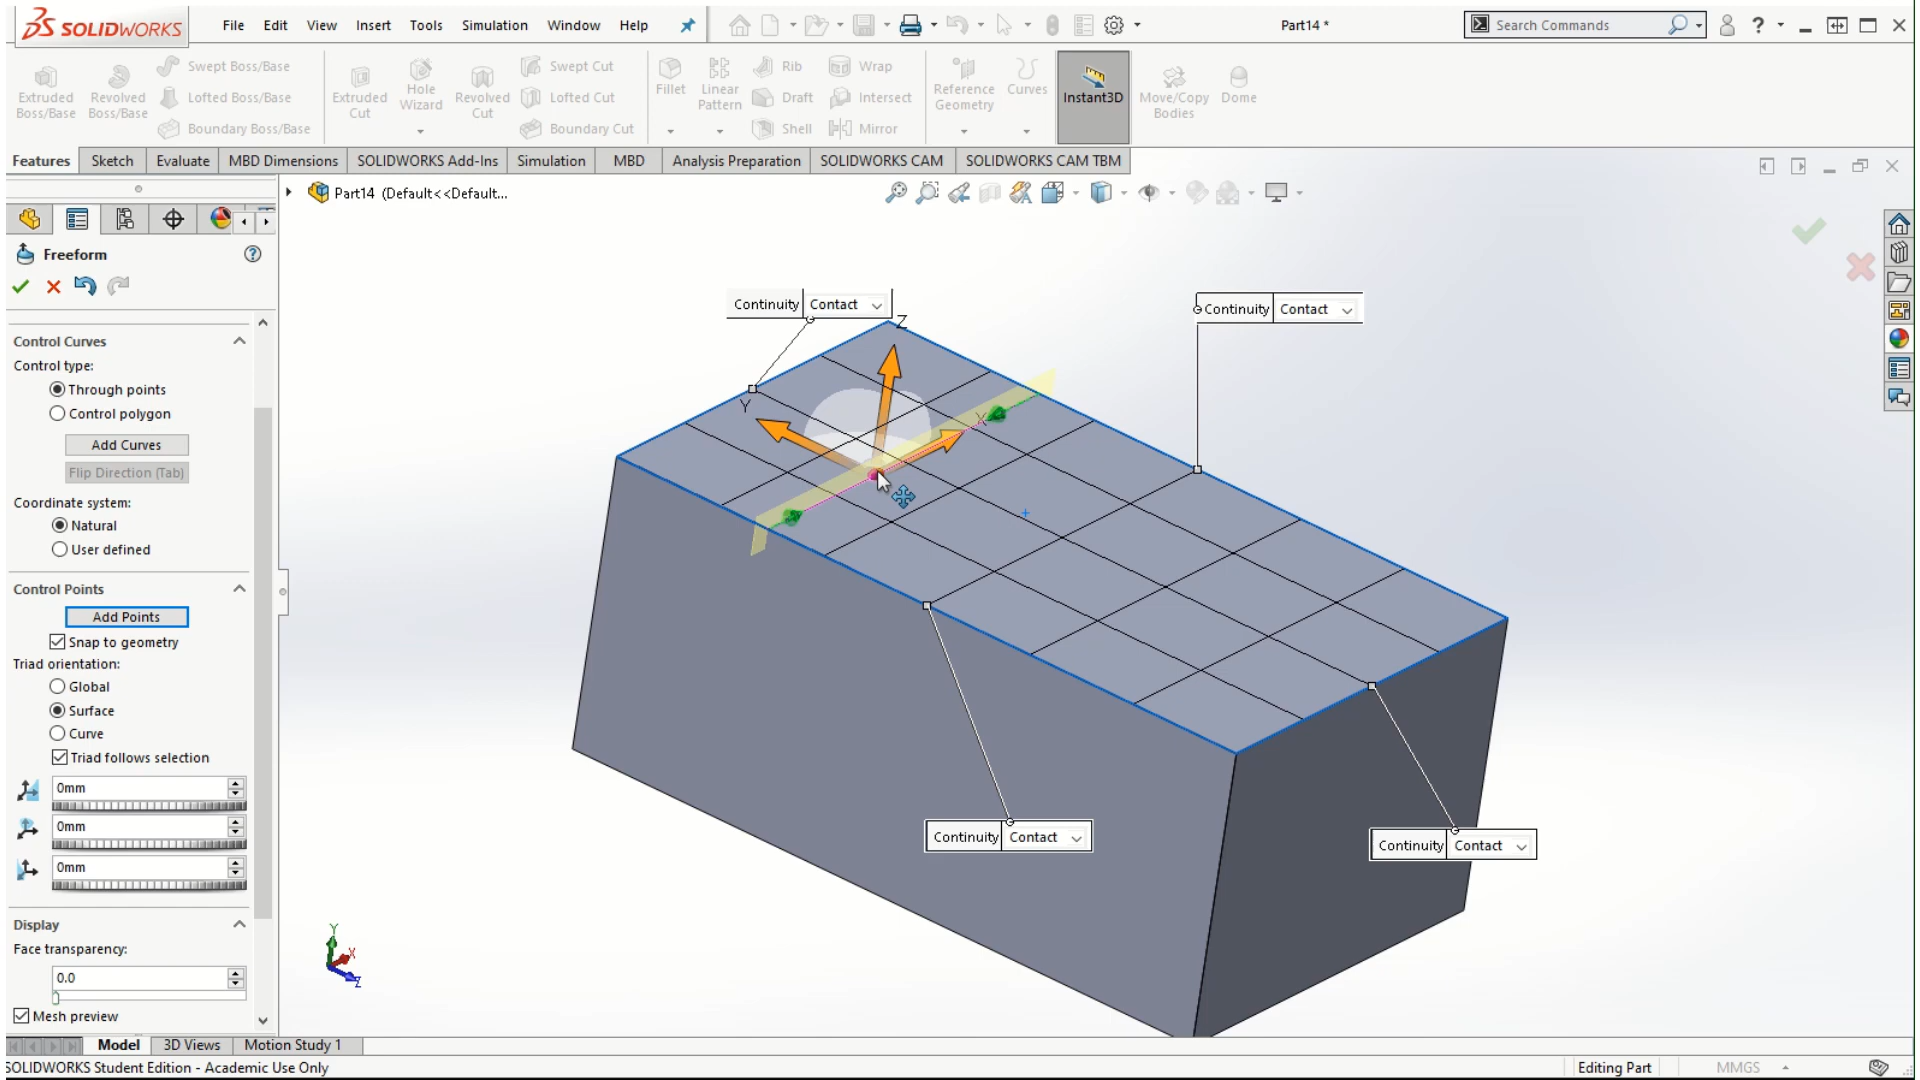 SOLIDWORKS File Edit View Insert Tools Simulation Window Help Part14 * Search Commands ?
Extruded Boss/Base
Revolved Boss/Base
Swept Boss/Base
Lofted Boss/Base
Boundary Boss/Base
Extruded Cut
Hole Wizard
Revolved Cut
Swept Cut
Lofted Cut
Boundary Cut
Fillet
Linear Pattern
Rib
Draft
Shell
Wrap
Intersect
Mirror
Reference Geometry
Curves
Instant3D
Move/Copy Bodies
Dome
Features Sketch Evaluate MBD Dimensions SOLIDWORKS Add-Ins Simulation MBD Analysis Preparation SOLIDWORKS CAM SOLIDWORKS CAM TBM
Part14 (Default<<Default...
Freeform ?
Control Curves
Control type:
Through points
Control polygon
Add Curves
Flip Direction (Tab)
Coordinate system:
Natural
User defined
Control Points
Add Points
Snap to geometry
Triad orientation:
Global
Surface
Curve
Triad follows selection
0mm
0mm
0mm
Display
Face transparency:
0.0
Mesh preview
Continuity Contact
Continuity Contact
Z
Y
X
Continuity Contact
Continuity Contact
Y
X
Z
Model 3D Views Motion Study 1
SOLIDWORKS Student Edition - Academic Use Only Editing Part MMGS